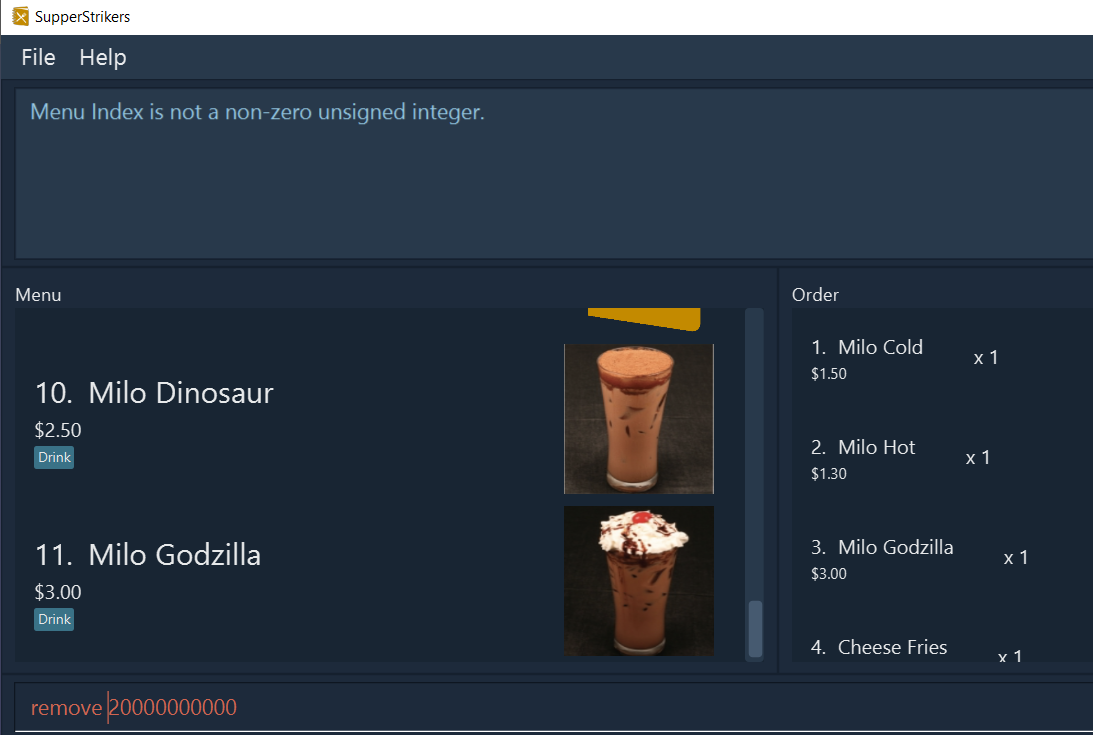 SupperStrikers
File Help
Menu Index is not a non-zero unsigned integer.
Menu
10. Milo Dinosaur
$2.50
Drink
11. Milo Godzilla
$3.00
Drink
Order
1. Milo Cold x 1
$1.50
2. Milo Hot x 1
$1.30
3. Milo Godzilla x 1
$3.00
4. Cheese Fries x 1
remove 20000000000